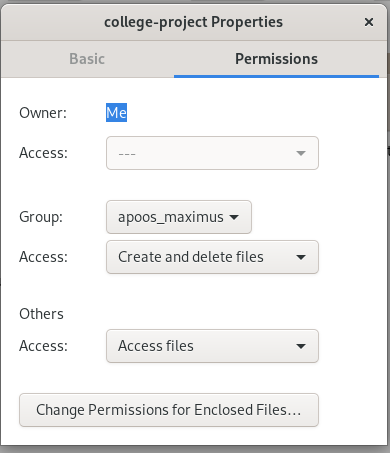 college-project Properties
Basic
Permissions
Owner: Me
Access: ---
Group: apoos_maximus
Access: Create and delete files
Others
Access: Access files
Change Permissions for Enclosed Files…